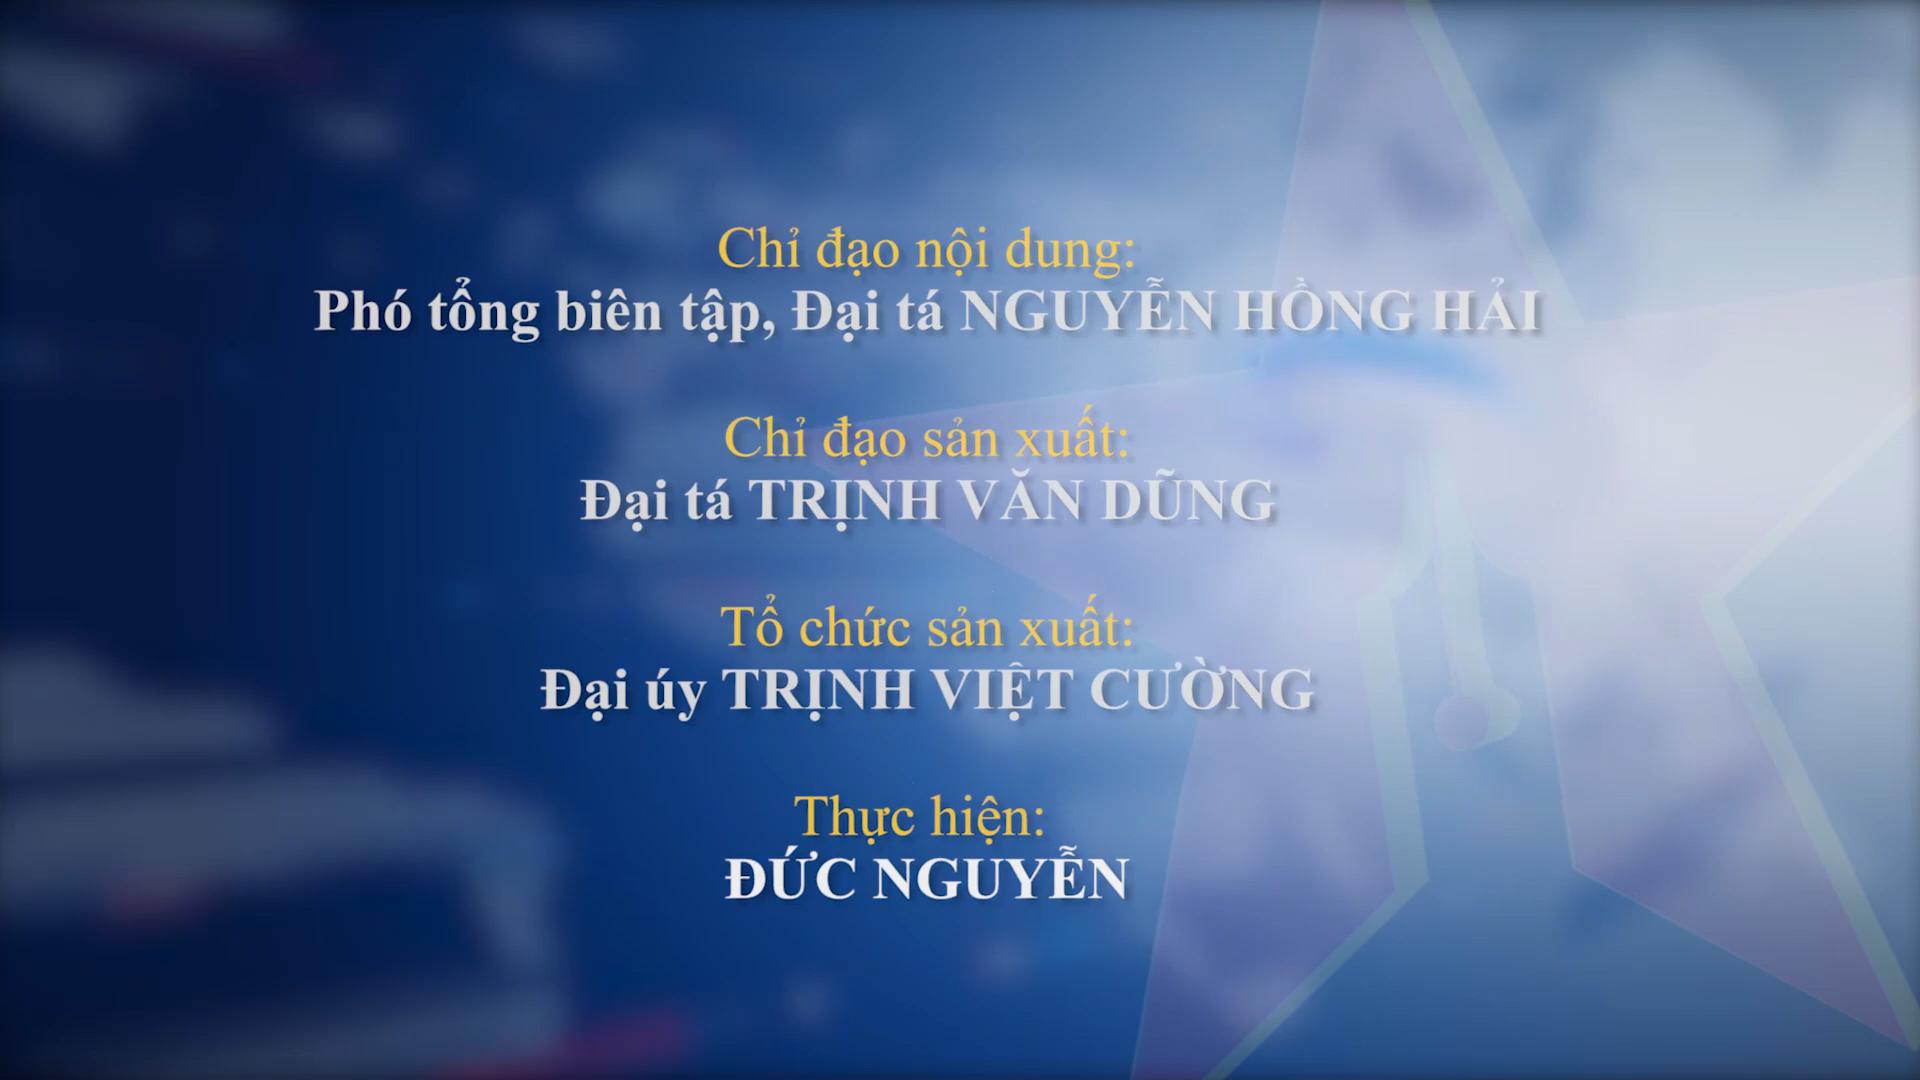 Chỉ đạo nội dung:
Phó tổng biên tập, Đại tá NGUYỄN HỒNG HẢI
Chỉ đạo sản xuất:
Đại tá TRỊNH VĂN DŨNG
Tổ chức sản xuất:
Đại úy TRỊNH VIỆT CƯỜNG
Thực hiện:
ĐỨC NGUYỄN